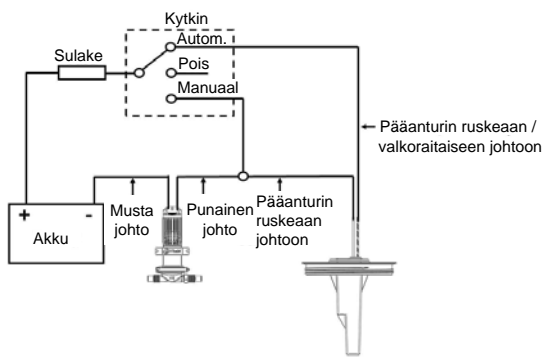 Kytkin
Autom.
Sulake
Pois
Manuaal
Pääanturin ruskeaan /
valkoraitaiseen johtoon
+ -
Akku
Musta
johto
Punainen
johto
Pääanturin
ruskeaan
johtoon